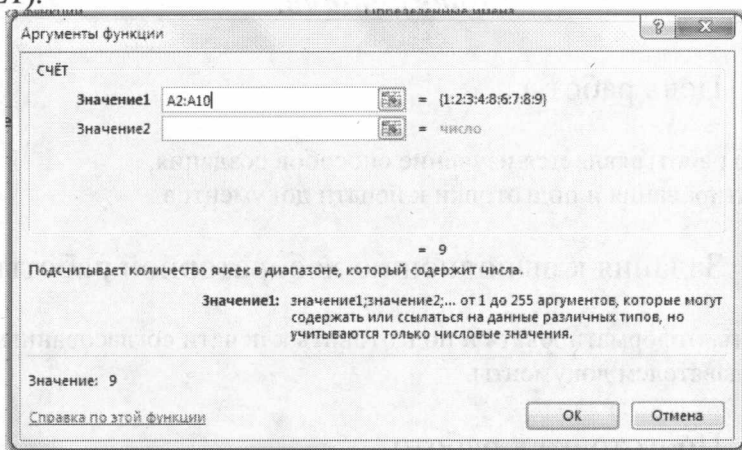 Аргументы функции
СЧЁТ
Значение1 A2:A10 = {1:2:3:4:8:6:7:8:9}
Значение2 = число
= 9
Подсчитывает количество ячеек в диапазоне, который содержит числа.
Значение1: значение1;значение2;... от 1 до 255 аргументов, которые могут
содержать или ссылаться на данные различных типов, но
учитываются только числовые значения.
Значение: 9
Справка по этой функции
ОК Отмена